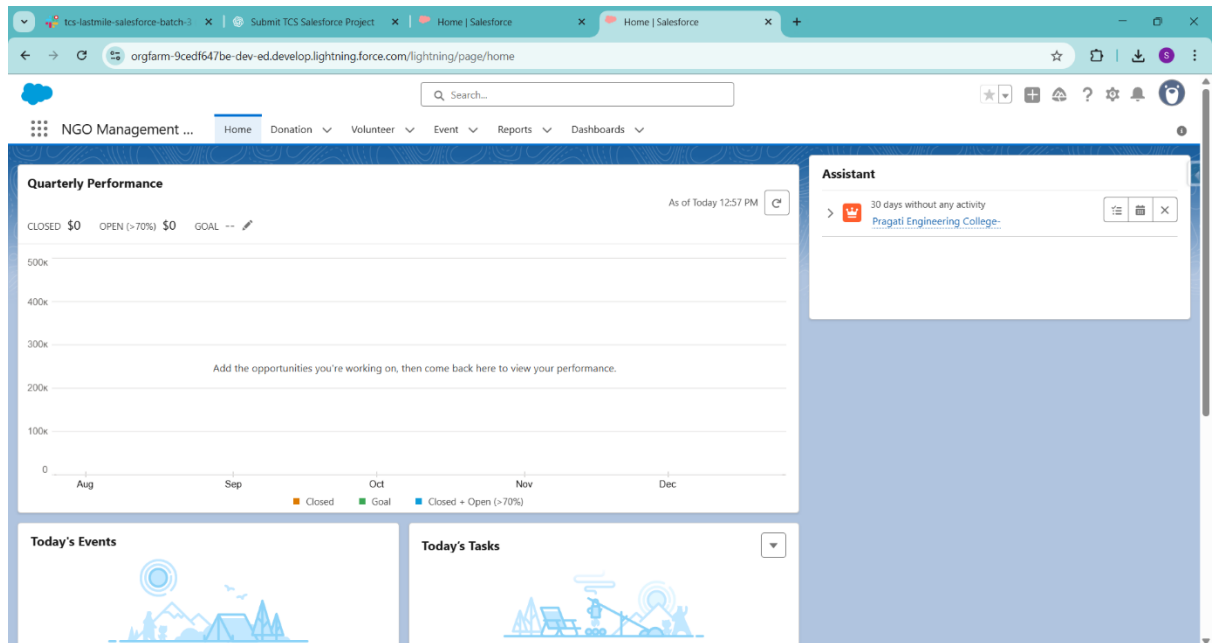 tcs-lastmile-salesforce-batch-3
Submit TCS Salesforce Project
Home | Salesforce
Home | Salesforce
orgfarm-9cedf647be-dev-ed.develop.lightning.force.com/lightning/page/home
S
Search...
NGO Management ...
Home
Donation
Volunteer
Event
Reports
Dashboards
Quarterly Performance
As of Today 12:57 PM
CLOSED $0 OPEN (>70%) $0 GOAL --
500K
400K
300K
Add the opportunities you're working on, then come back here to view your performance.
200K
100K
0
Aug Sep Oct Nov Dec
Closed Goal Closed + Open (>70%)
Assistant
30 days without any activity
Pragati Engineering College-
Today's Events
Today's Tasks